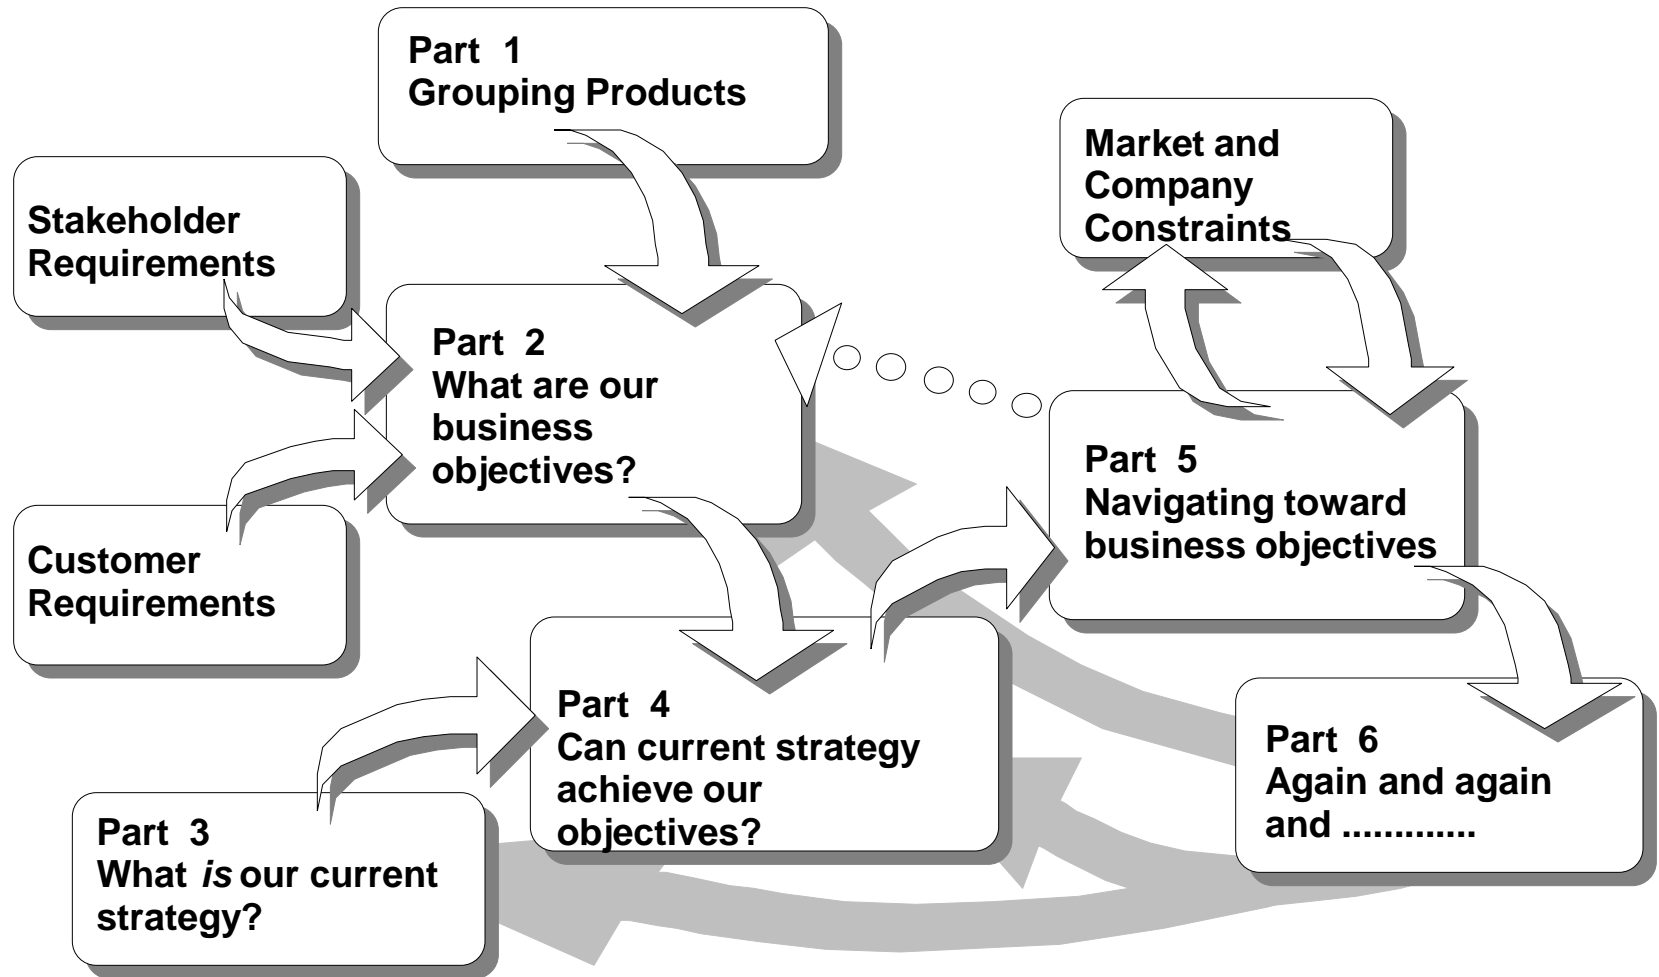 Part 1
Grouping Products
Market and
Company
Constraints
Stakeholder
Requirements
Part 2
What are our
business
objectives?
Part 5
Navigating toward
business objectives
Customer
Requirements
Part 4
Can current strategy
achieve our
objectives?
Part 6
Again and again
and .............
Part 3
What is our current
strategy?